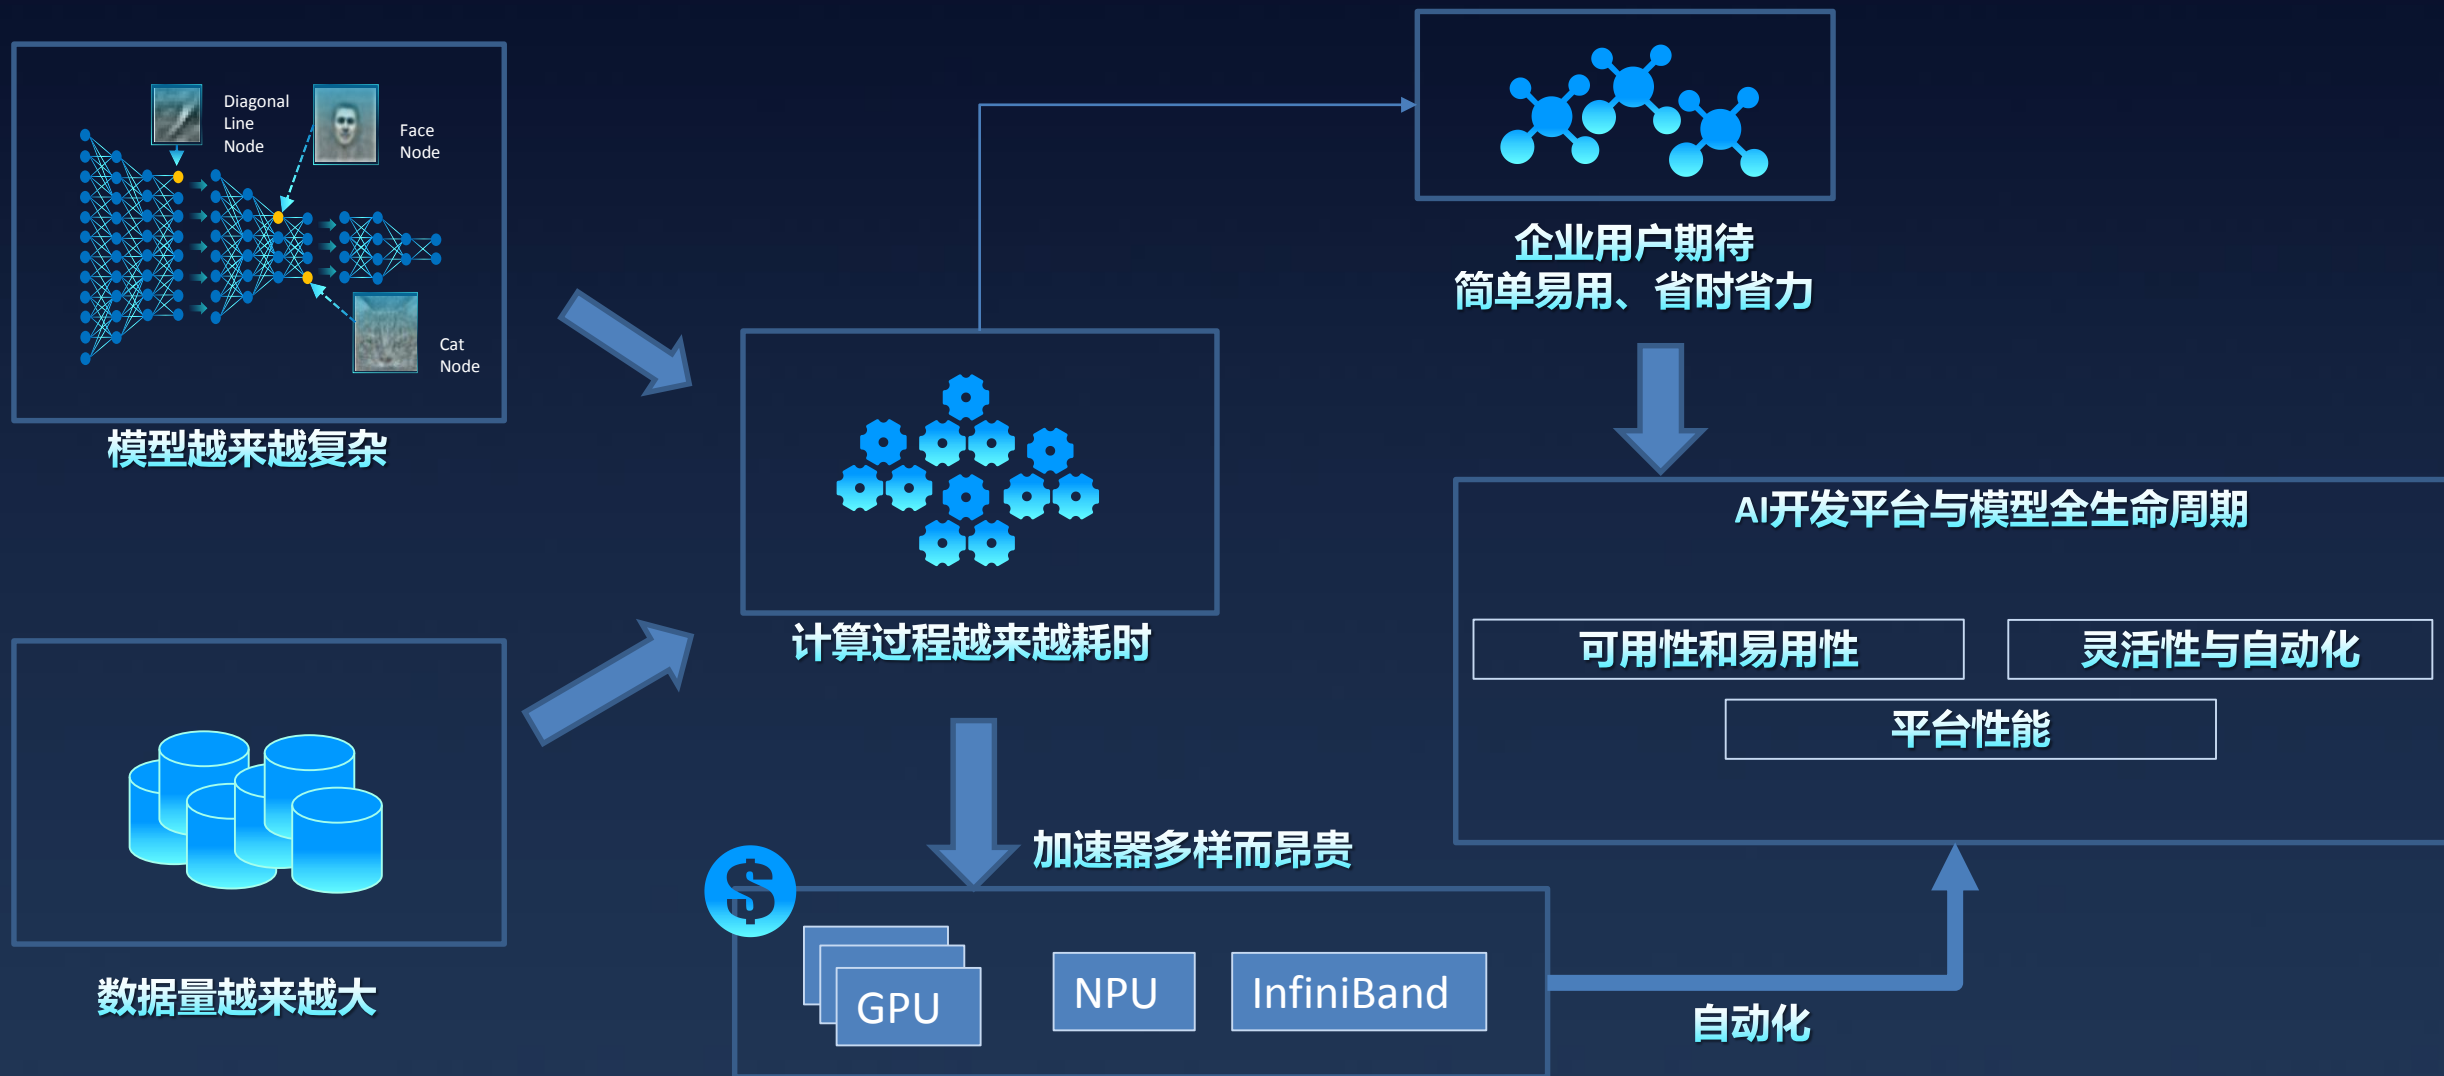 Diagonal
Line
Node
Face
Node
Cat
Node
模型越来越复杂
数据量越来越大
计算过程越来越耗时
企业用户期待
简单易用、省时省力
AI开发平台与模型全生命周期
可用性和易用性
灵活性与自动化
平台性能
加速器多样而昂贵
$
GPU
NPU
InfiniBand
自动化